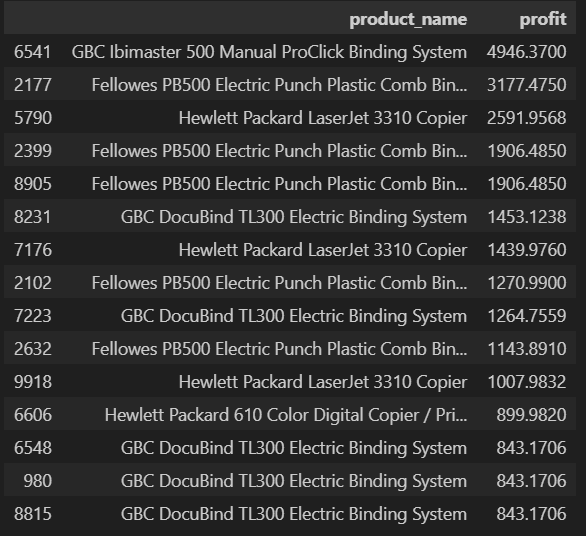 product_name profit
6541 GBC Ibimaster 500 Manual ProClick Binding System 4946.3700
2177 Fellowes PB500 Electric Punch Plastic Comb Bin... 3177.4750
5790 Hewlett Packard LaserJet 3310 Copier 2591.9568
2399 Fellowes PB500 Electric Punch Plastic Comb Bin... 1906.4850
8905 Fellowes PB500 Electric Punch Plastic Comb Bin... 1906.4850
8231 GBC DocuBind TL300 Electric Binding System 1453.1238
7176 Hewlett Packard LaserJet 3310 Copier 1439.9760
2102 Fellowes PB500 Electric Punch Plastic Comb Bin... 1270.9900
7223 GBC DocuBind TL300 Electric Binding System 1264.7559
2632 Fellowes PB500 Electric Punch Plastic Comb Bin... 1143.8910
9918 Hewlett Packard LaserJet 3310 Copier 1007.9832
6606 Hewlett Packard 610 Color Digital Copier / Pri... 899.9820
6548 GBC DocuBind TL300 Electric Binding System 843.1706
980 GBC DocuBind TL300 Electric Binding System 843.1706
8815 GBC DocuBind TL300 Electric Binding System 843.1706